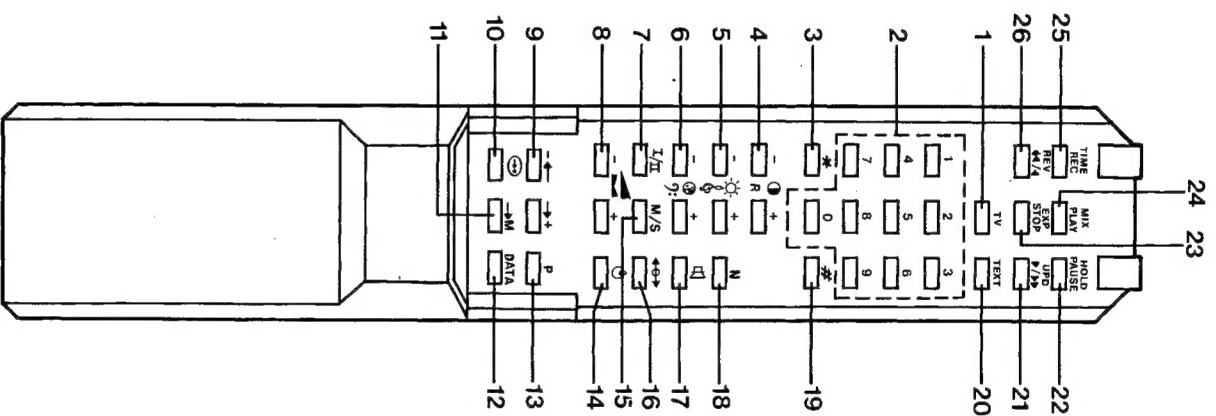 24
23
25 TIME MIX HOLD 22
REC PLAY PAUSE
26 REV EXP UPD 21
◀◀/◀ STOP ▶/▶▶
1 TV TEXT 20
2 1 2 3
4 5 6
7 8 9
3 * 0 # 19
4 - R +
5 - + N 18
6 - + 17
7 I/II M/S 16
15
8 - + 14
9 -← →+ P 13
10 →M DATA 12
11